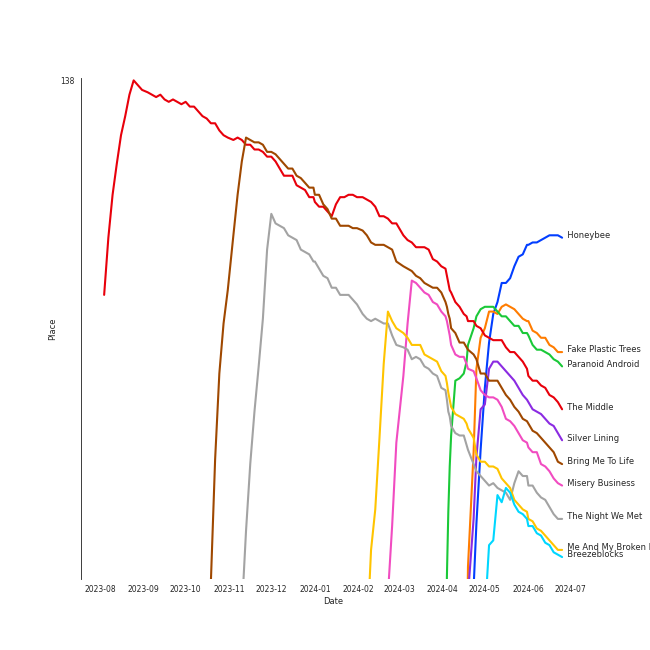 138
Place
Honeybee
Fake Plastic Trees
Paranoid Android
The Middle
Silver Lining
Bring Me To Life
Misery Business
The Night We Met
Me And My Broken
Breezeblocks
2023-08 2023-09 2023-10 2023-11 2023-12 2024-01 2024-02 2024-03 2024-04 2024-05 2024-06 2024-07
Date